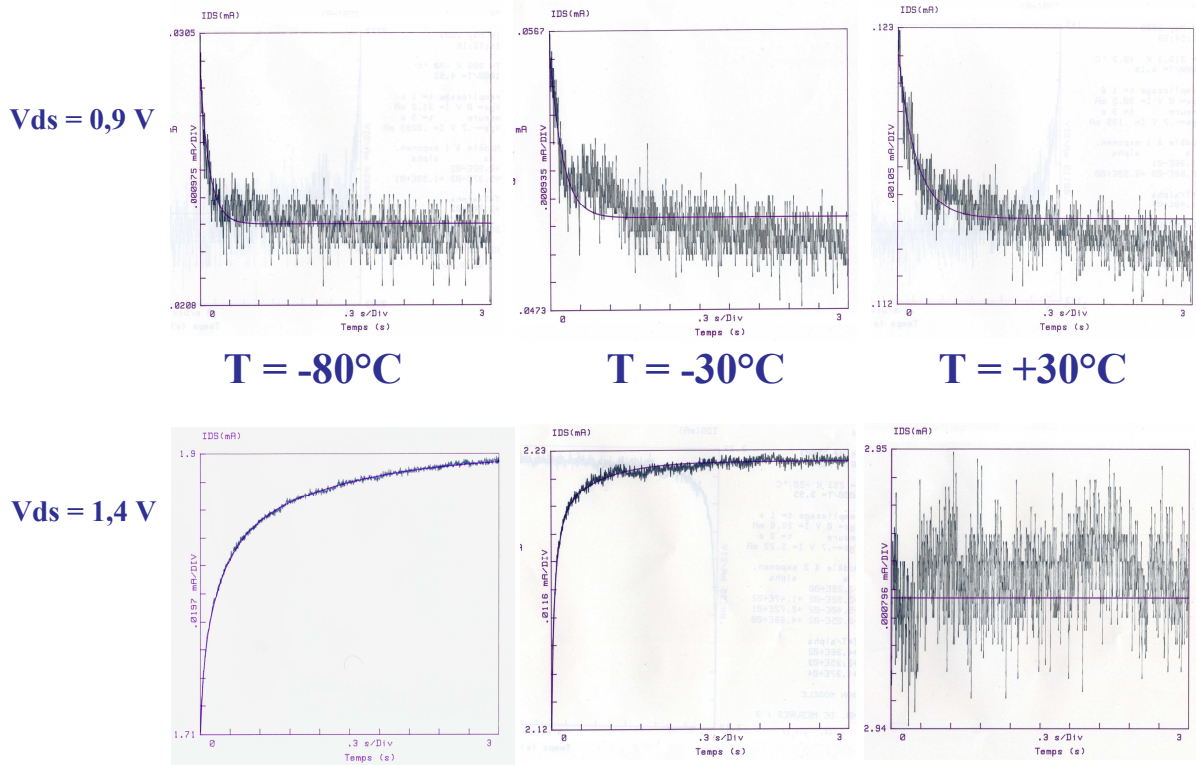 IDS(mA)
.0305
mA
.000975 mA/DIV
.0208
0
.3 s/Div
3
Temps (s)
IDS(mA)
.0567
.000935 mA/DIV
.0473
0
.3 s/Div
3
Temps (s)
IDS(mA)
.123
mA
.00105 mA/DIV
.112
0
.3 s/Div
3
Temps (s)
Vds = 0,9 V
T = -80°C
T = -30°C
T = +30°C
IDS(mA)
1.9
.0197 mA/DIV
1.71
0
.3 s/Div
3
Temps (s)
IDS(mA)
2.23
.0116 mA/DIV
2.12
0
.3 s/Div
3
Temps (s)
IDS(mA)
2.95
.000796 mA/DIV
2.94
0
.3 s/Div
3
Temps (s)
Vds = 1,4 V